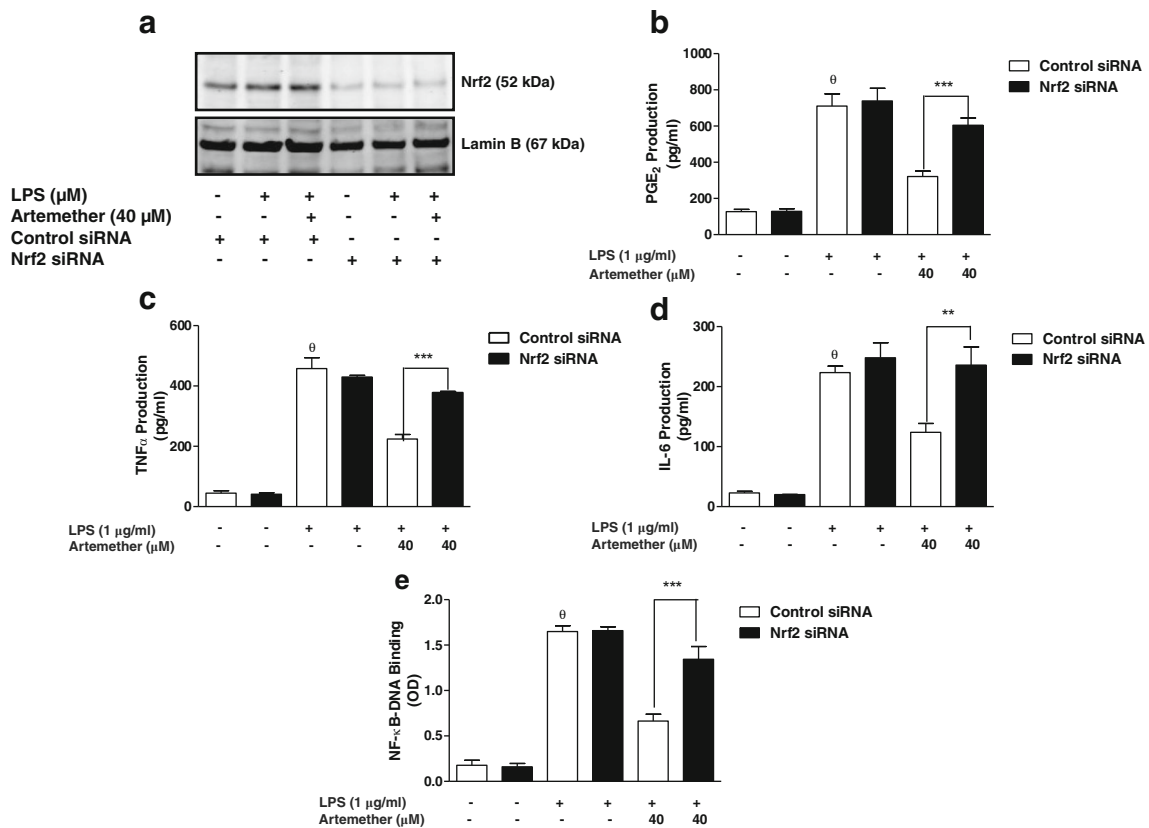 a
Nrf2 (52 kDa)
Lamin B (67 kDa)
LPS (µM) - + + - + +
Artemether (40 µM) - - + - - +
Control siRNA + + + - - -
Nrf2 siRNA - - - + + +
b
Control siRNA
Nrf2 siRNA
PGE2 Production
(pg/ml)
1000
800
600
400
200
0
θ
***
LPS (1 µg/ml) - - + + + +
Artemether (µM) - - - - 40 40
c
Control siRNA
Nrf2 siRNA
TNFα Production
(pg/ml)
600
400
200
0
θ
***
LPS (1 µg/ml) - - + + + +
Artemether (µM) - - - - 40 40
d
Control siRNA
Nrf2 siRNA
IL-6 Production
(pg/ml)
300
200
100
0
θ
**
LPS (1 µg/ml) - - + + + +
Artemether (µM) - - - - 40 40
e
Control siRNA
Nrf2 siRNA
NF-κB-DNA Binding
(OD)
2.0
1.5
1.0
0.5
0.0
θ
***
LPS (1 µg/ml) - - + + + +
Artemether (µM) - - - - 40 40